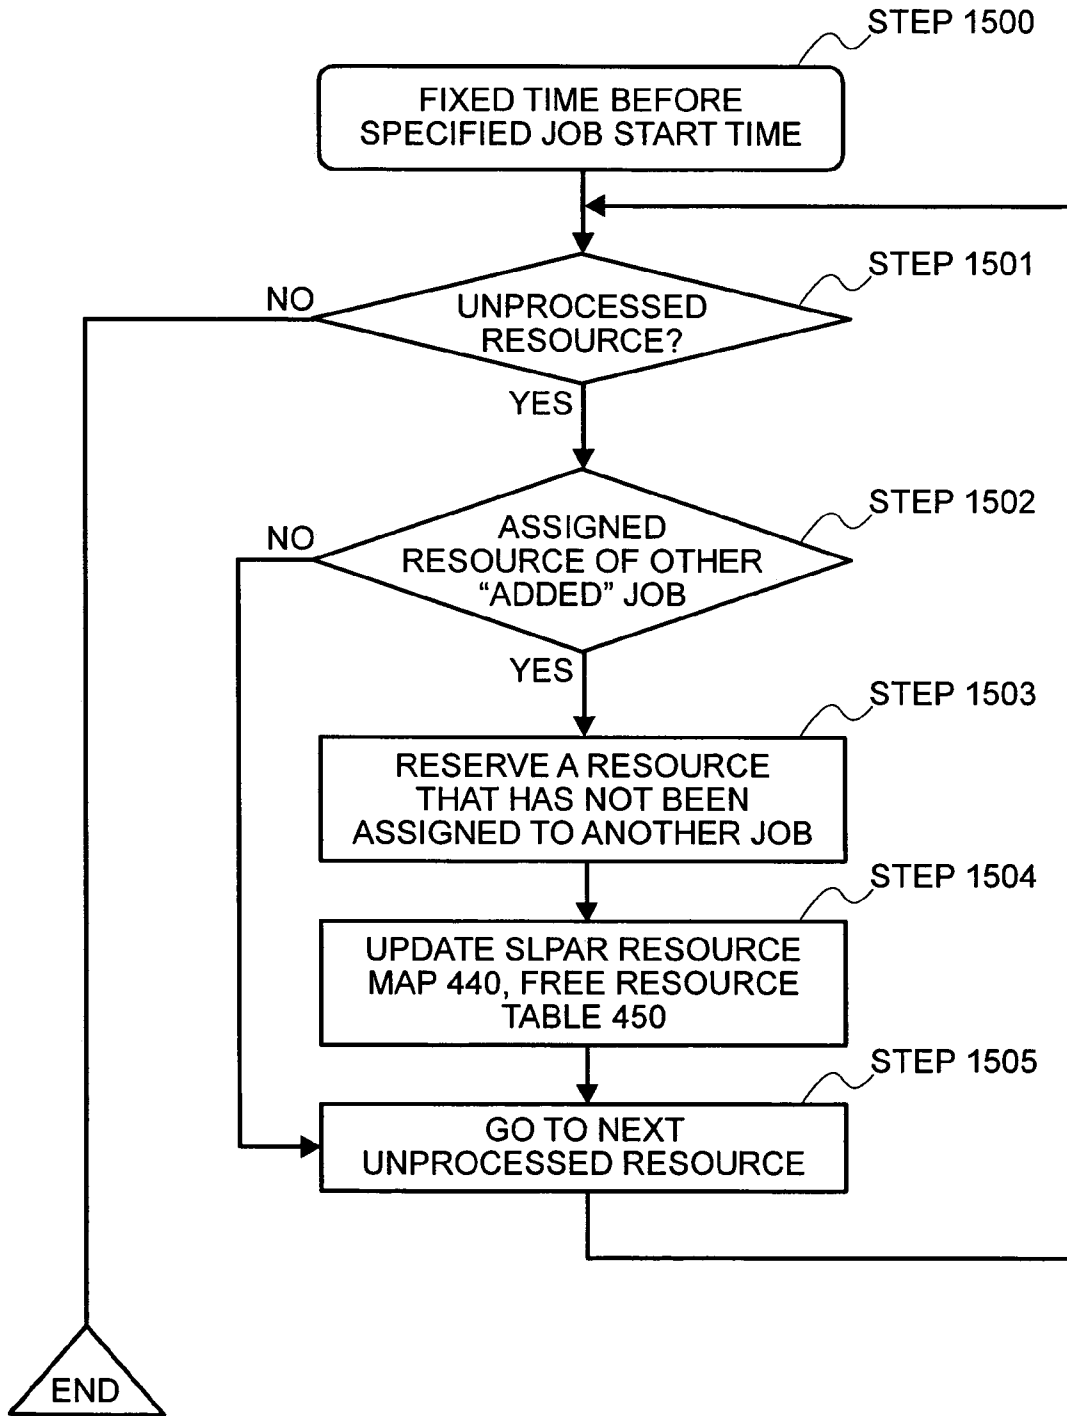 STEP 1500
FIXED TIME BEFORE
SPECIFIED JOB START TIME
STEP 1501
NO
UNPROCESSED
RESOURCE?
YES
STEP 1502
NO
ASSIGNED
RESOURCE OF OTHER
“ADDED” JOB
YES
STEP 1503
RESERVE A RESOURCE
THAT HAS NOT BEEN
ASSIGNED TO ANOTHER JOB
STEP 1504
UPDATE SLPAR RESOURCE
MAP 440, FREE RESOURCE
TABLE 450
STEP 1505
GO TO NEXT
UNPROCESSED RESOURCE
END